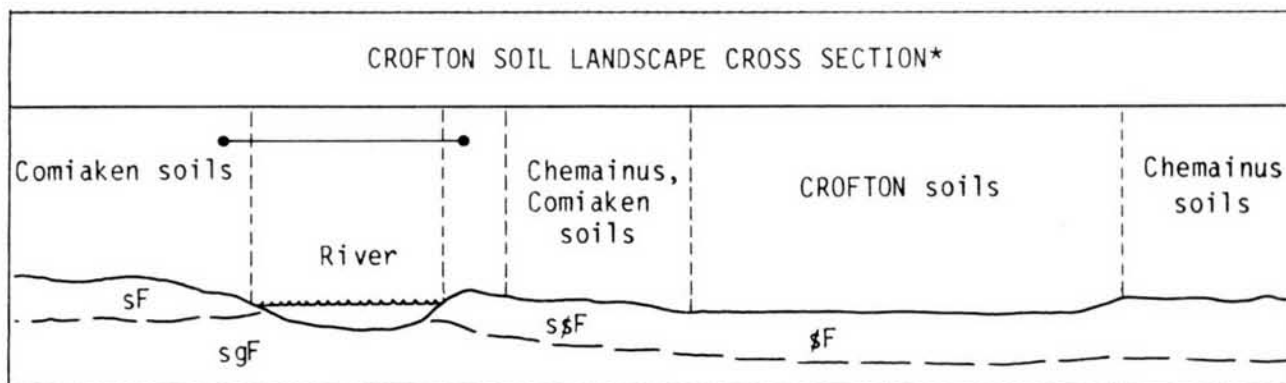 CROFTON SOIL LANDSCAPE CROSS SECTION*
Comiaken soils
River
Chemainus,
Comiaken
soils
CROFTON soils
Chemainus
soils
sF
sgF
s$F
$F